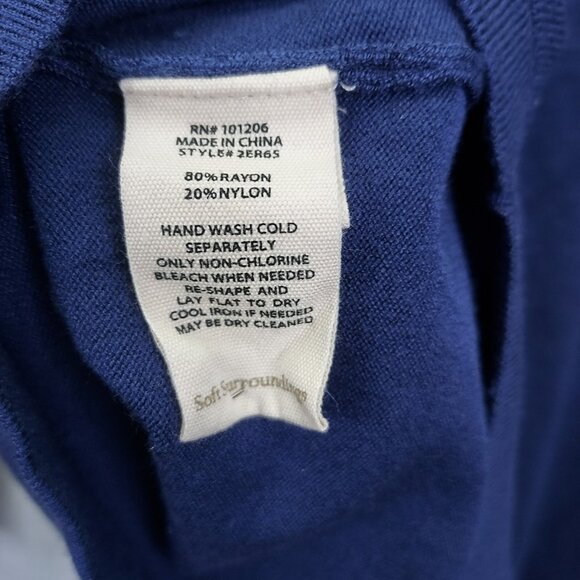 RN# 101206
MADE IN CHINA
STYLE# 2ER65
80% RAYON
20% NYLON
HAND WASH COLD
SEPARATELY
ONLY NON-CHLORINE
BLEACH WHEN NEEDED
RE-SHAPE AND
LAY FLAT TO DRY
COOL IRON IF NEEDED
MAY BE DRY CLEANED
Soft Surroundings